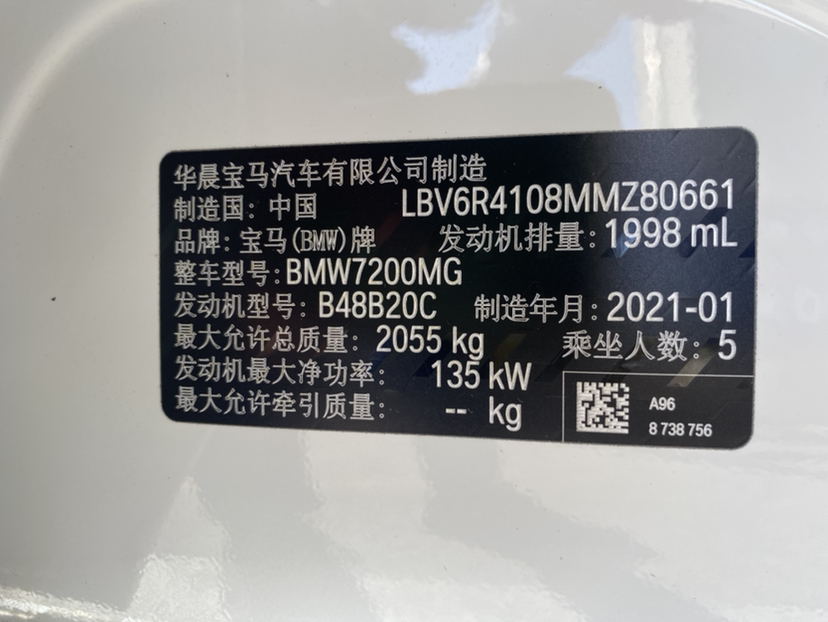 华晨宝马汽车有限公司制造
制造国: 中国 LBV6R4108MMZ80661
品牌: 宝马(BMW)牌 发动机排量: 1998 mL
整车型号: BMW7200MG
发动机型号: B48B20C 制造年月: 2021-01
最大允许总质量: 2055 kg 乘坐人数: 5
发动机最大净功率: 135 kW
最大允许牵引质量: -- kg
A96
8 738 756